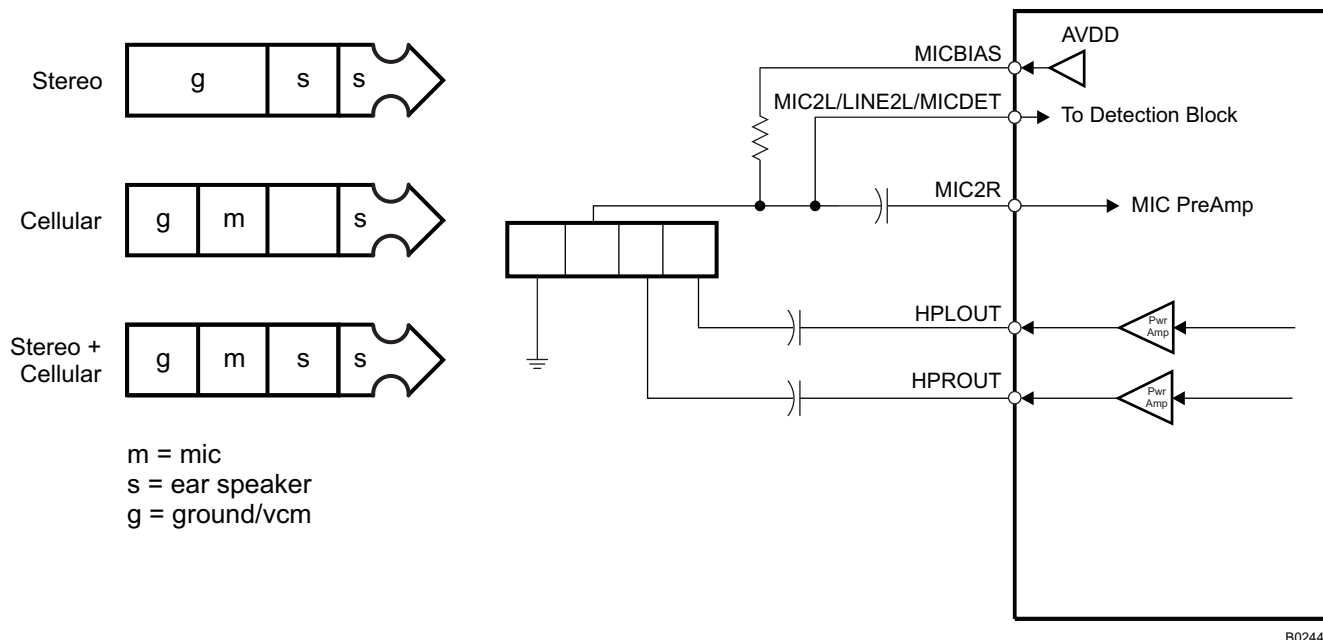 Stereo
g
s
s
Cellular
g
m
s
Stereo +
Cellular
g
m
s
s
m = mic
s = ear speaker
g = ground/vcm
MICBIAS
AVDD
MIC2L/LINE2L/MICDET
To Detection Block
MIC2R
MIC PreAmp
HPLOUT
Pwr
Amp
HPROUT
Pwr
Amp
B0244